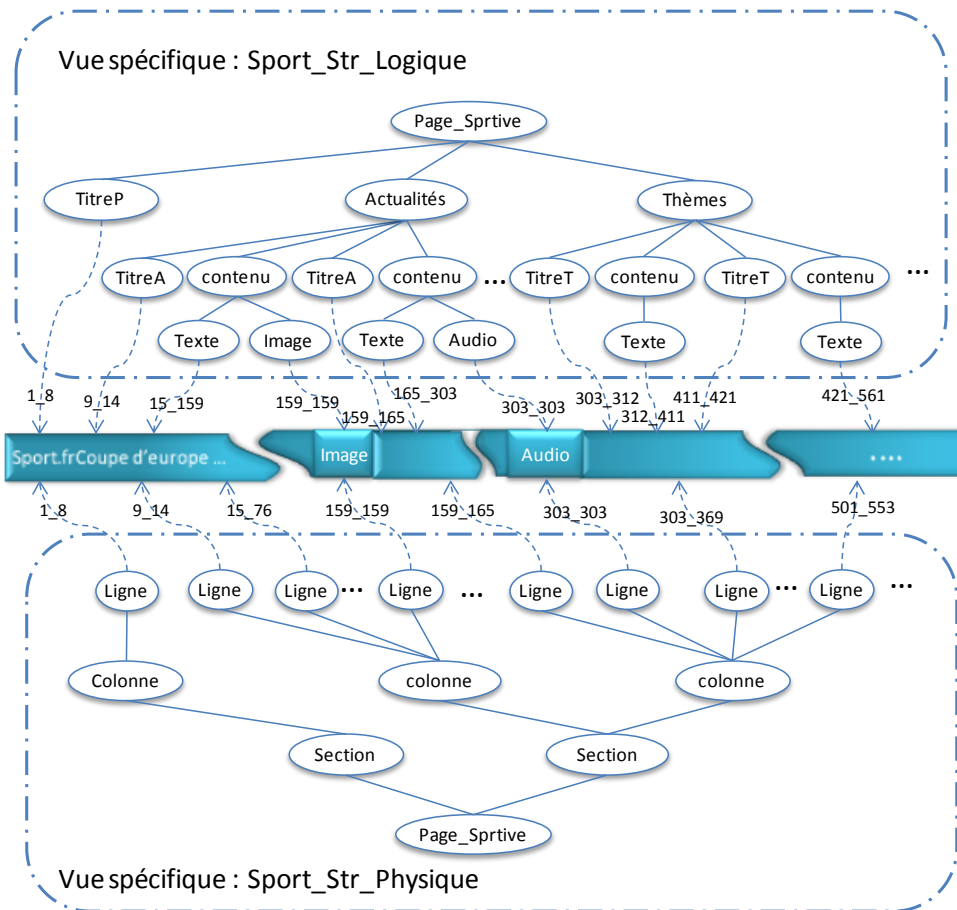 Vue spécifique : Sport_Str_Logique
Page_Sprtive
TitreP Actualités Thèmes
TitreA contenu TitreA contenu ... TitreT contenu TitreT contenu ...
Texte Image Texte Audio Texte Texte
1_8 9_14 15_159 159_159 159_165 165_303 303_303 303_312 312_411 411_421 421_561
Sport.frCoupe d'europe ... Image Audio ....
1_8 9_14 15_76 159_159 159_165 303_303 303_369 501_553
Ligne Ligne Ligne ... Ligne ... Ligne Ligne Ligne ... Ligne ...
Colonne colonne colonne
Section Section
Page_Sprtive
Vue spécifique : Sport_Str_Physique